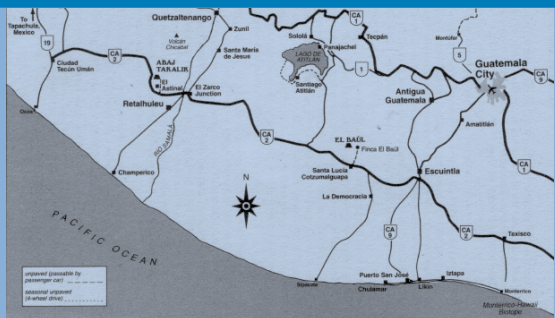 To
Tapachula,
Mexico
19
Ciudad
Tecún Umán
CA
2
Ocós
Quetzaltenango
Zunil
Volcán
Chicabal
Santa María
de Jesus
ABAJ
TAKALIK
El
Asintal
El Zarco
Junction
Retalhuleu
RIO SAMALÁ
Champerico
Sololá
Panajachel
LAGO DE
ATITLÁN
Santiago
Atitlán
CA
1
Tecpán
1
Antigua
Guatemala
5
Guatemala
City
CA
9
Amatitlán
CA
1
CA
2
EL BAÚL
Finca El Baúl
Santa Lucía
Cotzumalguapa
Escuintla
La Democracia
N
CA
9
CA
2
Taxisco
PACIFIC OCEAN
Sipacate
Puerto San José
Chulamar
Likin
Iztapa
Monterrico
Monterrico-Hawaii
Biotope
unpaved (passable by
passenger car)
seasonal unpaved
(4-wheel drive)